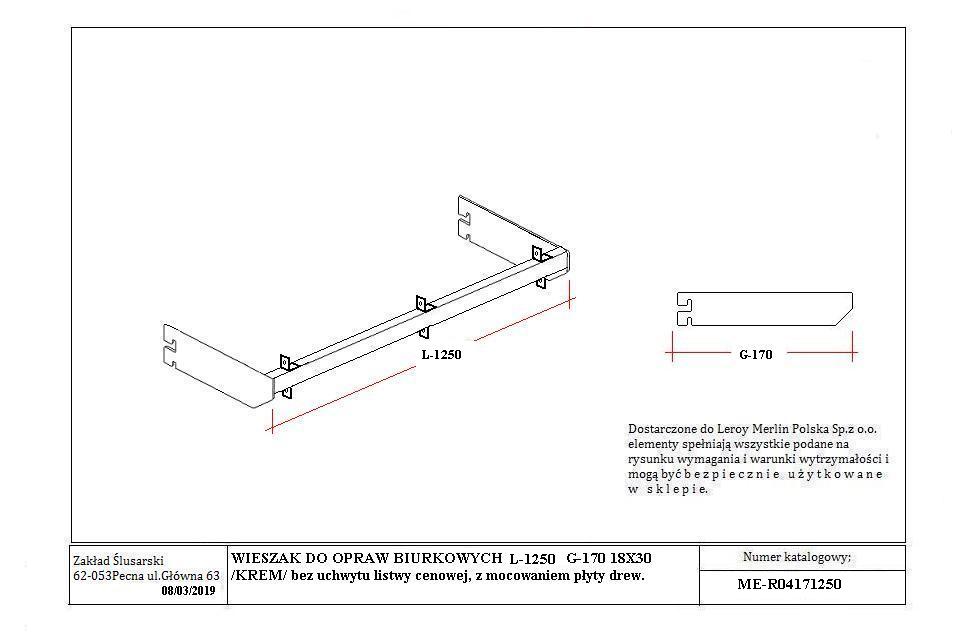 L-1250
G-170
Dostarczone do Leroy Merlin Polska Sp.z o.o.
elementy spełniają wszystkie podane na
rysunku wymagania i warunki wytrzymałości i
mogą być b e z p i e c z n i e u ż y t k o w a n e
w s k l e p i e.
Zakład Ślusarski
62-053Pecna ul.Główna 63
08/03/2019
WIESZAK DO OPRAW BIURKOWYCH L-1250 G-170 18X30
/KREM/ bez uchwytu listwy cenowej, z mocowaniem płyty drew.
Numer katalogowy;
ME-R04171250